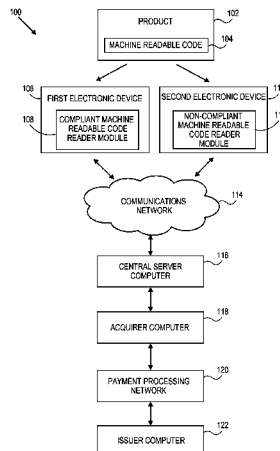 100
PRODUCT
102
MACHINE READABLE CODE
104
106
FIRST ELECTRONIC DEVICE
108
COMPLIANT MACHINE
READABLE CODE
READER MODULE
SECOND ELECTRONIC DEVICE
NON-COMPLIANT MACHINE
READABLE
CODE READER
MODULE
COMMUNICATIONS
NETWORK
114
CENTRAL SERVER
COMPUTER
116
ACQUIRER COMPUTER
118
PAYMENT PROCESSING
NETWORK
120
ISSUER COMPUTER
122